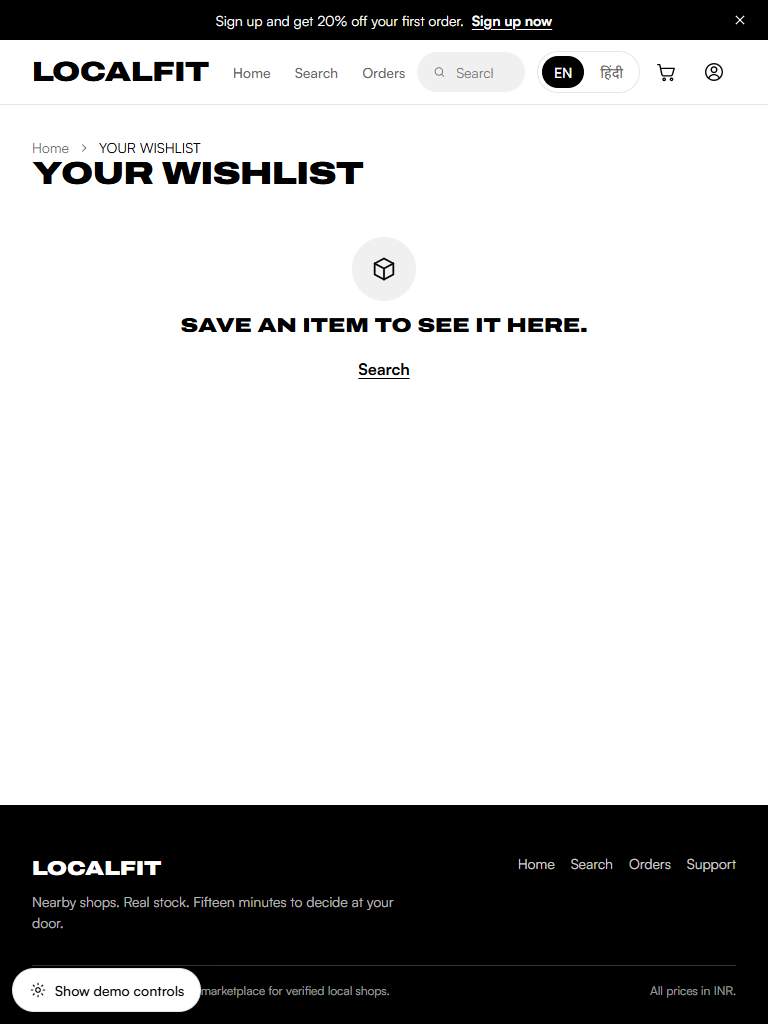 Sign up and get 20% off your first order. Sign up now
LOCALFIT Home Search Orders Searcl EN हिंदी
Home YOUR WISHLIST
YOUR WISHLIST
SAVE AN ITEM TO SEE IT HERE.
Search
LOCALFIT Home Search Orders Support
Nearby shops. Real stock. Fifteen minutes to decide at your
door.
Show demo controls marketplace for verified local shops. All prices in INR.